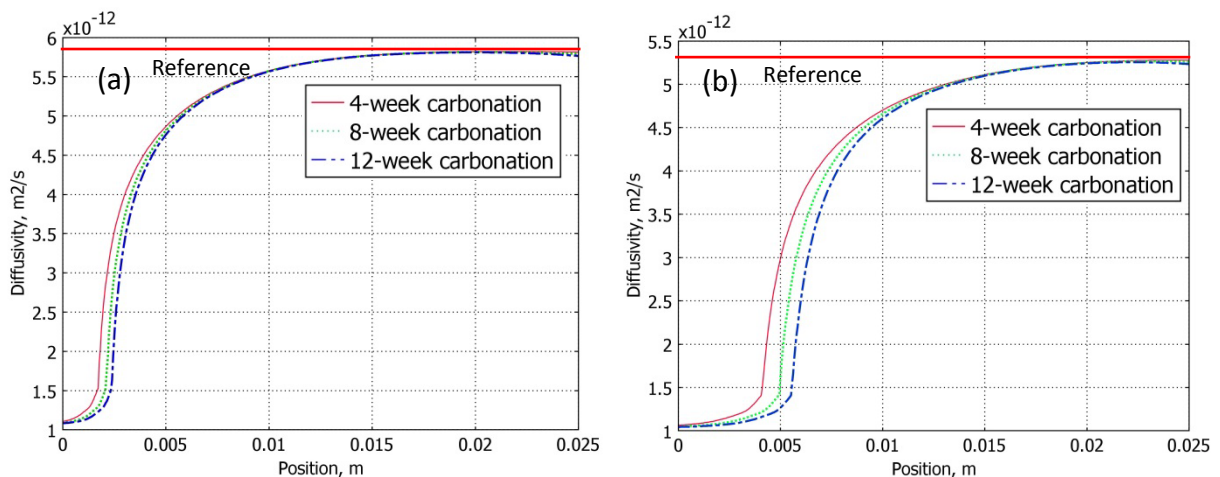 x10-12
6
5.5
5
4.5
4
3.5
3
2.5
2
1.5
1
0
0.005
0.01
0.015
0.02
0.025
Diffusivity, m2/s
Position, m
(a)
Reference
4-week carbonation
8-week carbonation
12-week carbonation
x10-12
5.5
5
4.5
4
3.5
3
2.5
2
1.5
1
0
0.005
0.01
0.015
0.02
0.025
Diffusivity, m2/s
Position, m
(b)
Reference
4-week carbonation
8-week carbonation
12-week carbonation